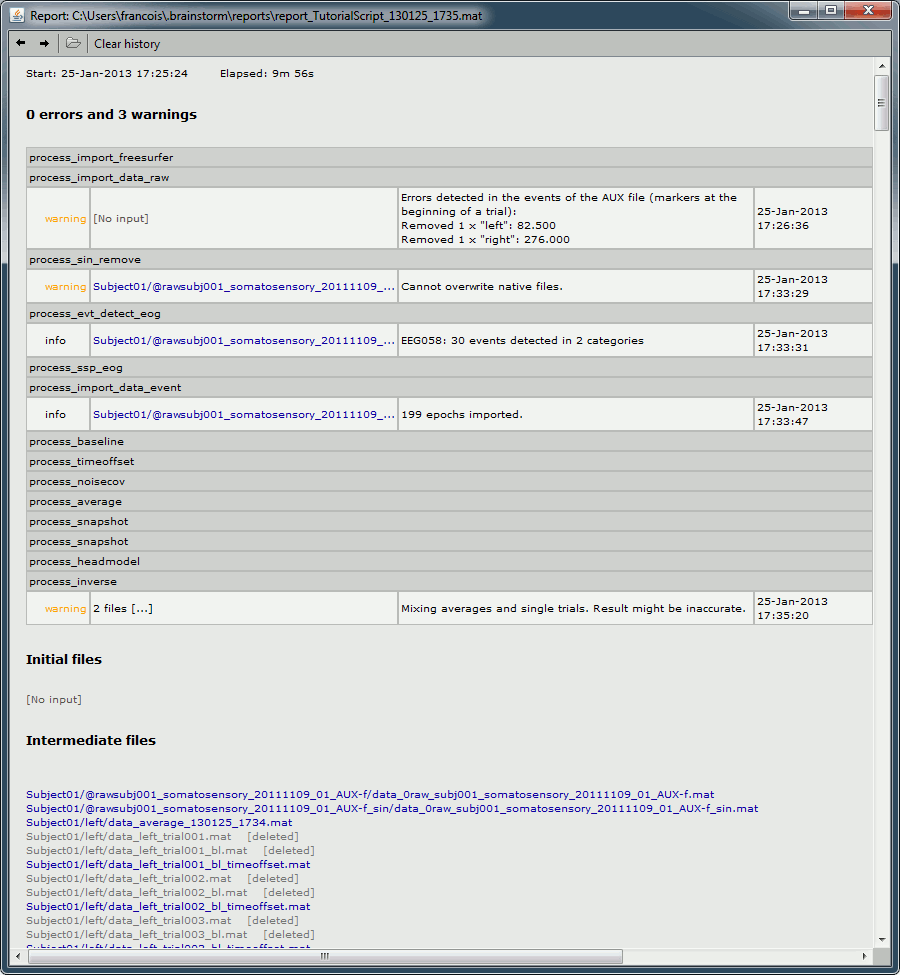 Report: C:\Users\francois\.brainstorm\reports\report_TutorialScript_130125_1735.mat
Clear history
Start: 25-Jan-2013 17:25:24 Elapsed: 9m 56s
0 errors and 3 warnings
process_import_freesurfer
process_import_data_raw
warning [No input] Errors detected in the events of the AUX file (markers at the
beginning of a trial):
Removed 1 x "left": 82.500
Removed 1 x "right": 276.000
25-Jan-2013
17:26:36
process_sin_remove
warning Subject01/@rawsubj001_somatosensory_20111109_... Cannot overwrite native files.
25-Jan-2013
17:33:29
process_evt_detect_eog
info Subject01/@rawsubj001_somatosensory_20111109_... EEG058: 30 events detected in 2 categories
25-Jan-2013
17:33:31
process_ssp_eog
process_import_data_event
info Subject01/@rawsubj001_somatosensory_20111109_... 199 epochs imported.
25-Jan-2013
17:33:47
process_baseline
process_timeoffset
process_noisecov
process_average
process_snapshot
process_snapshot
process_headmodel
process_inverse
warning 2 files [...] Mixing averages and single trials. Result might be inaccurate.
25-Jan-2013
17:35:20
Initial files
[No input]
Intermediate files
Subject01/@rawsubj001_somatosensory_20111109_01_AUX-f/data_0raw_subj001_somatosensory_20111109_01_AUX-f.mat
Subject01/@rawsubj001_somatosensory_20111109_01_AUX-f_sin/data_0raw_subj001_somatosensory_20111109_01_AUX-f_sin.mat
Subject01/left/data_average_130125_1734.mat
Subject01/left/data_left_trial001.mat [deleted]
Subject01/left/data_left_trial001_bl.mat [deleted]
Subject01/left/data_left_trial001_bl_timeoffset.mat
Subject01/left/data_left_trial002.mat [deleted]
Subject01/left/data_left_trial002_bl.mat [deleted]
Subject01/left/data_left_trial002_bl_timeoffset.mat
Subject01/left/data_left_trial003.mat [deleted]
Subject01/left/data_left_trial003_bl.mat [deleted]
Subject01/left/data_left_trial003_bl_timeoffset.mat